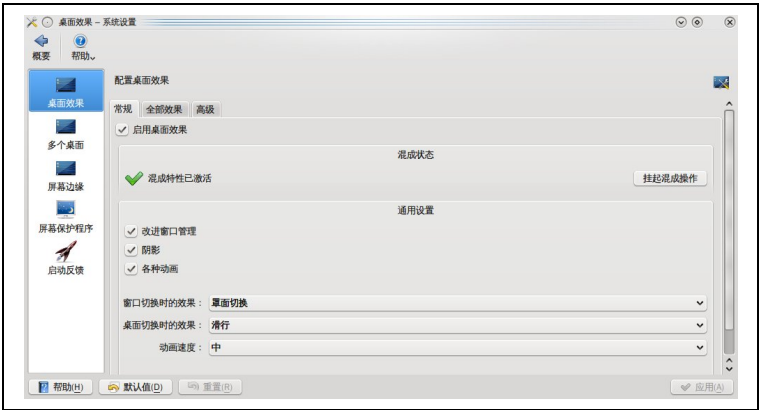 桌面效果 – 系统设置
概要
帮助
桌面效果
多个桌面
屏幕边缘
屏幕保护程序
启动反馈
配置桌面效果
常规 全部效果 高级
启用桌面效果
混成状态
混成特性已激活 挂起混成操作
通用设置
改进窗口管理
阴影
各种动画
窗口切换时的效果： 罩面切换
桌面切换时的效果： 滑行
动画速度： 中
帮助(H) 默认值(D) 重置(R) 应用(A)